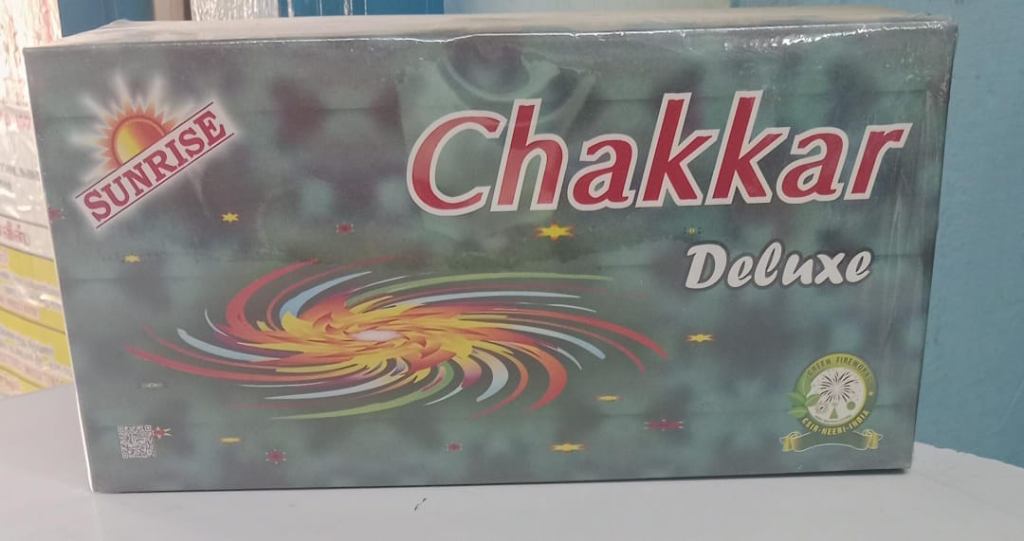 SUNRISE
Chakkar
Deluxe
GREEN FIREWORKS
CSIR-NEERI-INDIA